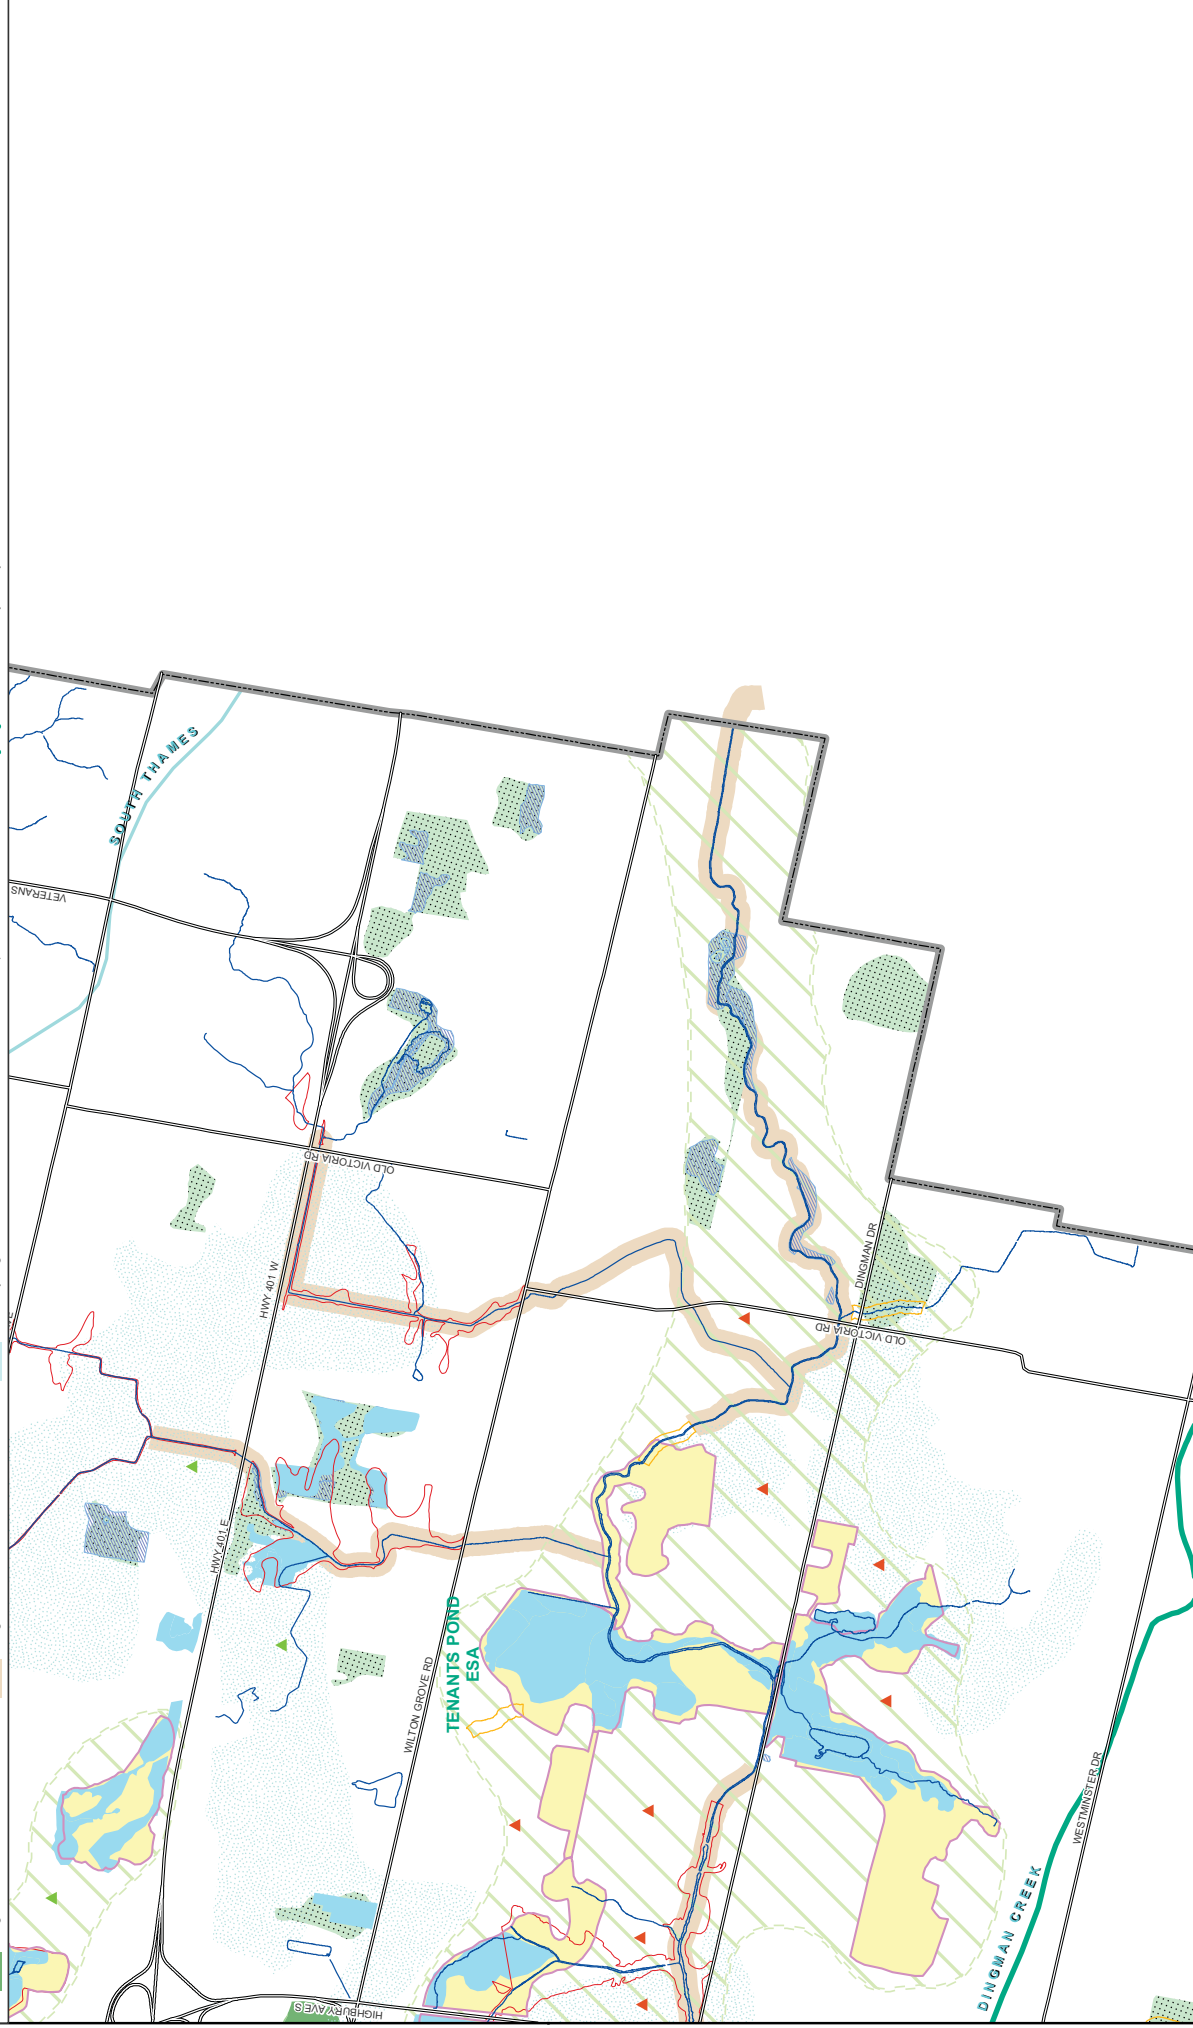 SOUTH THAMES
VETERANS
OLD VICTORIA RD
HWY 401 W
DINGMAN DR
OLD VICTORIA RD
HWY 401 E
TENANTS POND
ESA
WILTON GROVE RD
WESTMINSTER DR
DINGMAN CREEK
HIGHBURY AVE S